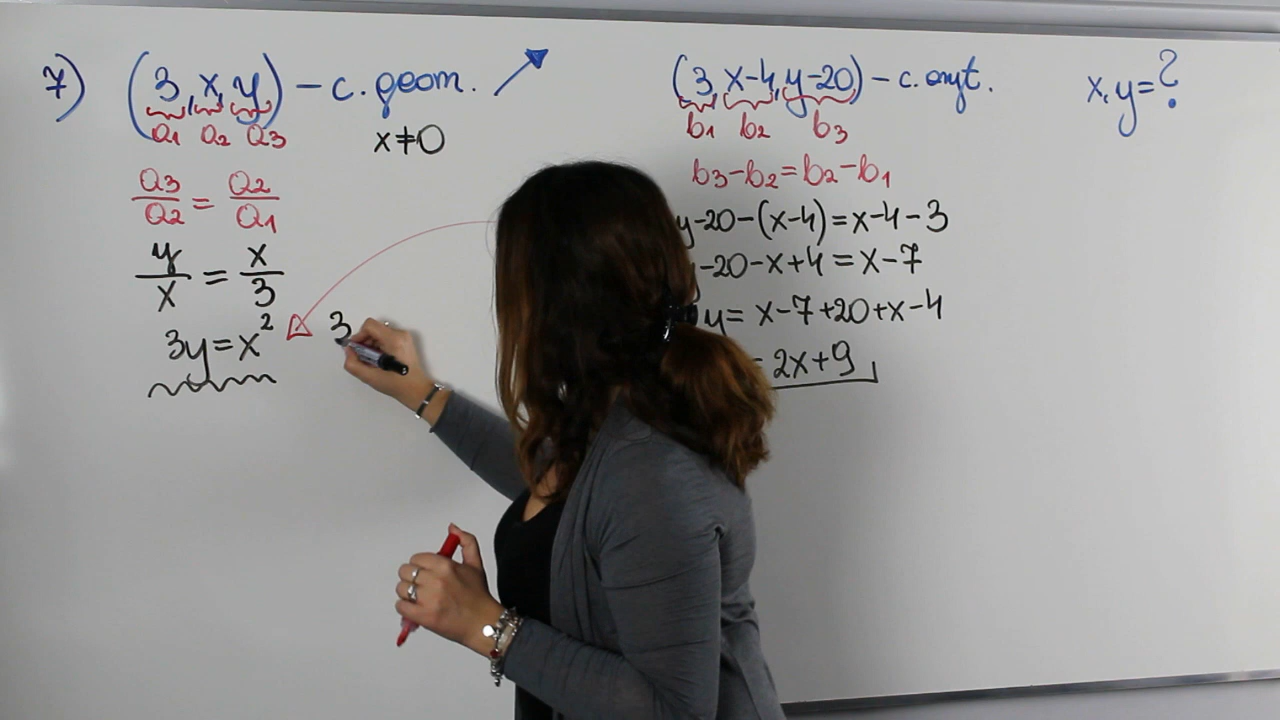 7) (3, x, y) - c. geom. ↗
a1 a2 a3
x≠0
a3/a2 = a2/a1
y/x = x/3
3y = x²
3
(3, x-4, y-20) - c. aryt.
b1 b2 b3
b3-b2=b2-b1
y-20-(x-4)=x-4-3
-20-x+4=x-7
y= x-7+20+x-4
= 2x+9
x, y = ?